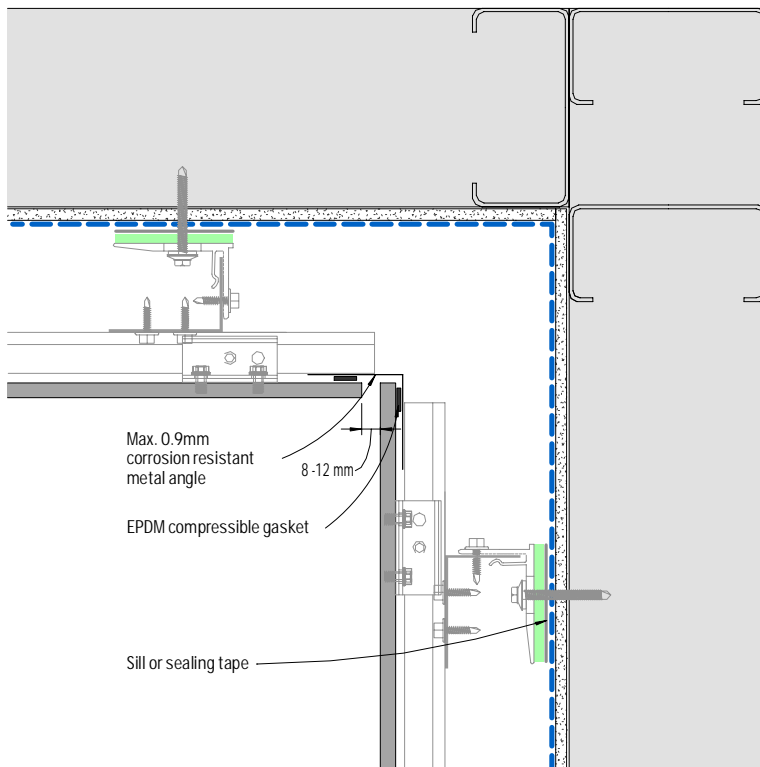 Max. 0.9mm
corrosion resistant
metal angle
8 -12 mm
EPDM compressible gasket
Sill or sealing tape